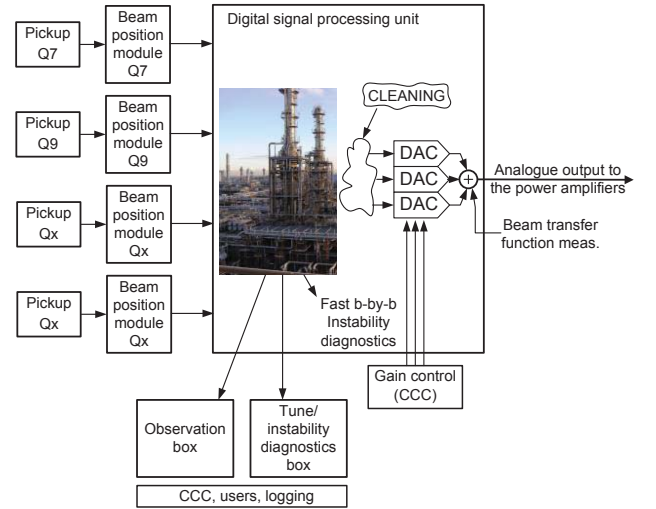 Digital signal processing unit
Pickup
Q7
Beam
position
module
Q7
Pickup
Q9
Beam
position
module
Q9
Pickup
Qx
Beam
position
module
Qx
Pickup
Qx
Beam
position
module
Qx
CLEANING
DAC
DAC
DAC
+
Analogue output to
the power amplifiers
Beam transfer
function meas.
Fast b-by-b
Instability
diagnostics
Gain control
(CCC)
Observation
box
Tune/
instability
diagnostics
box
CCC, users, logging